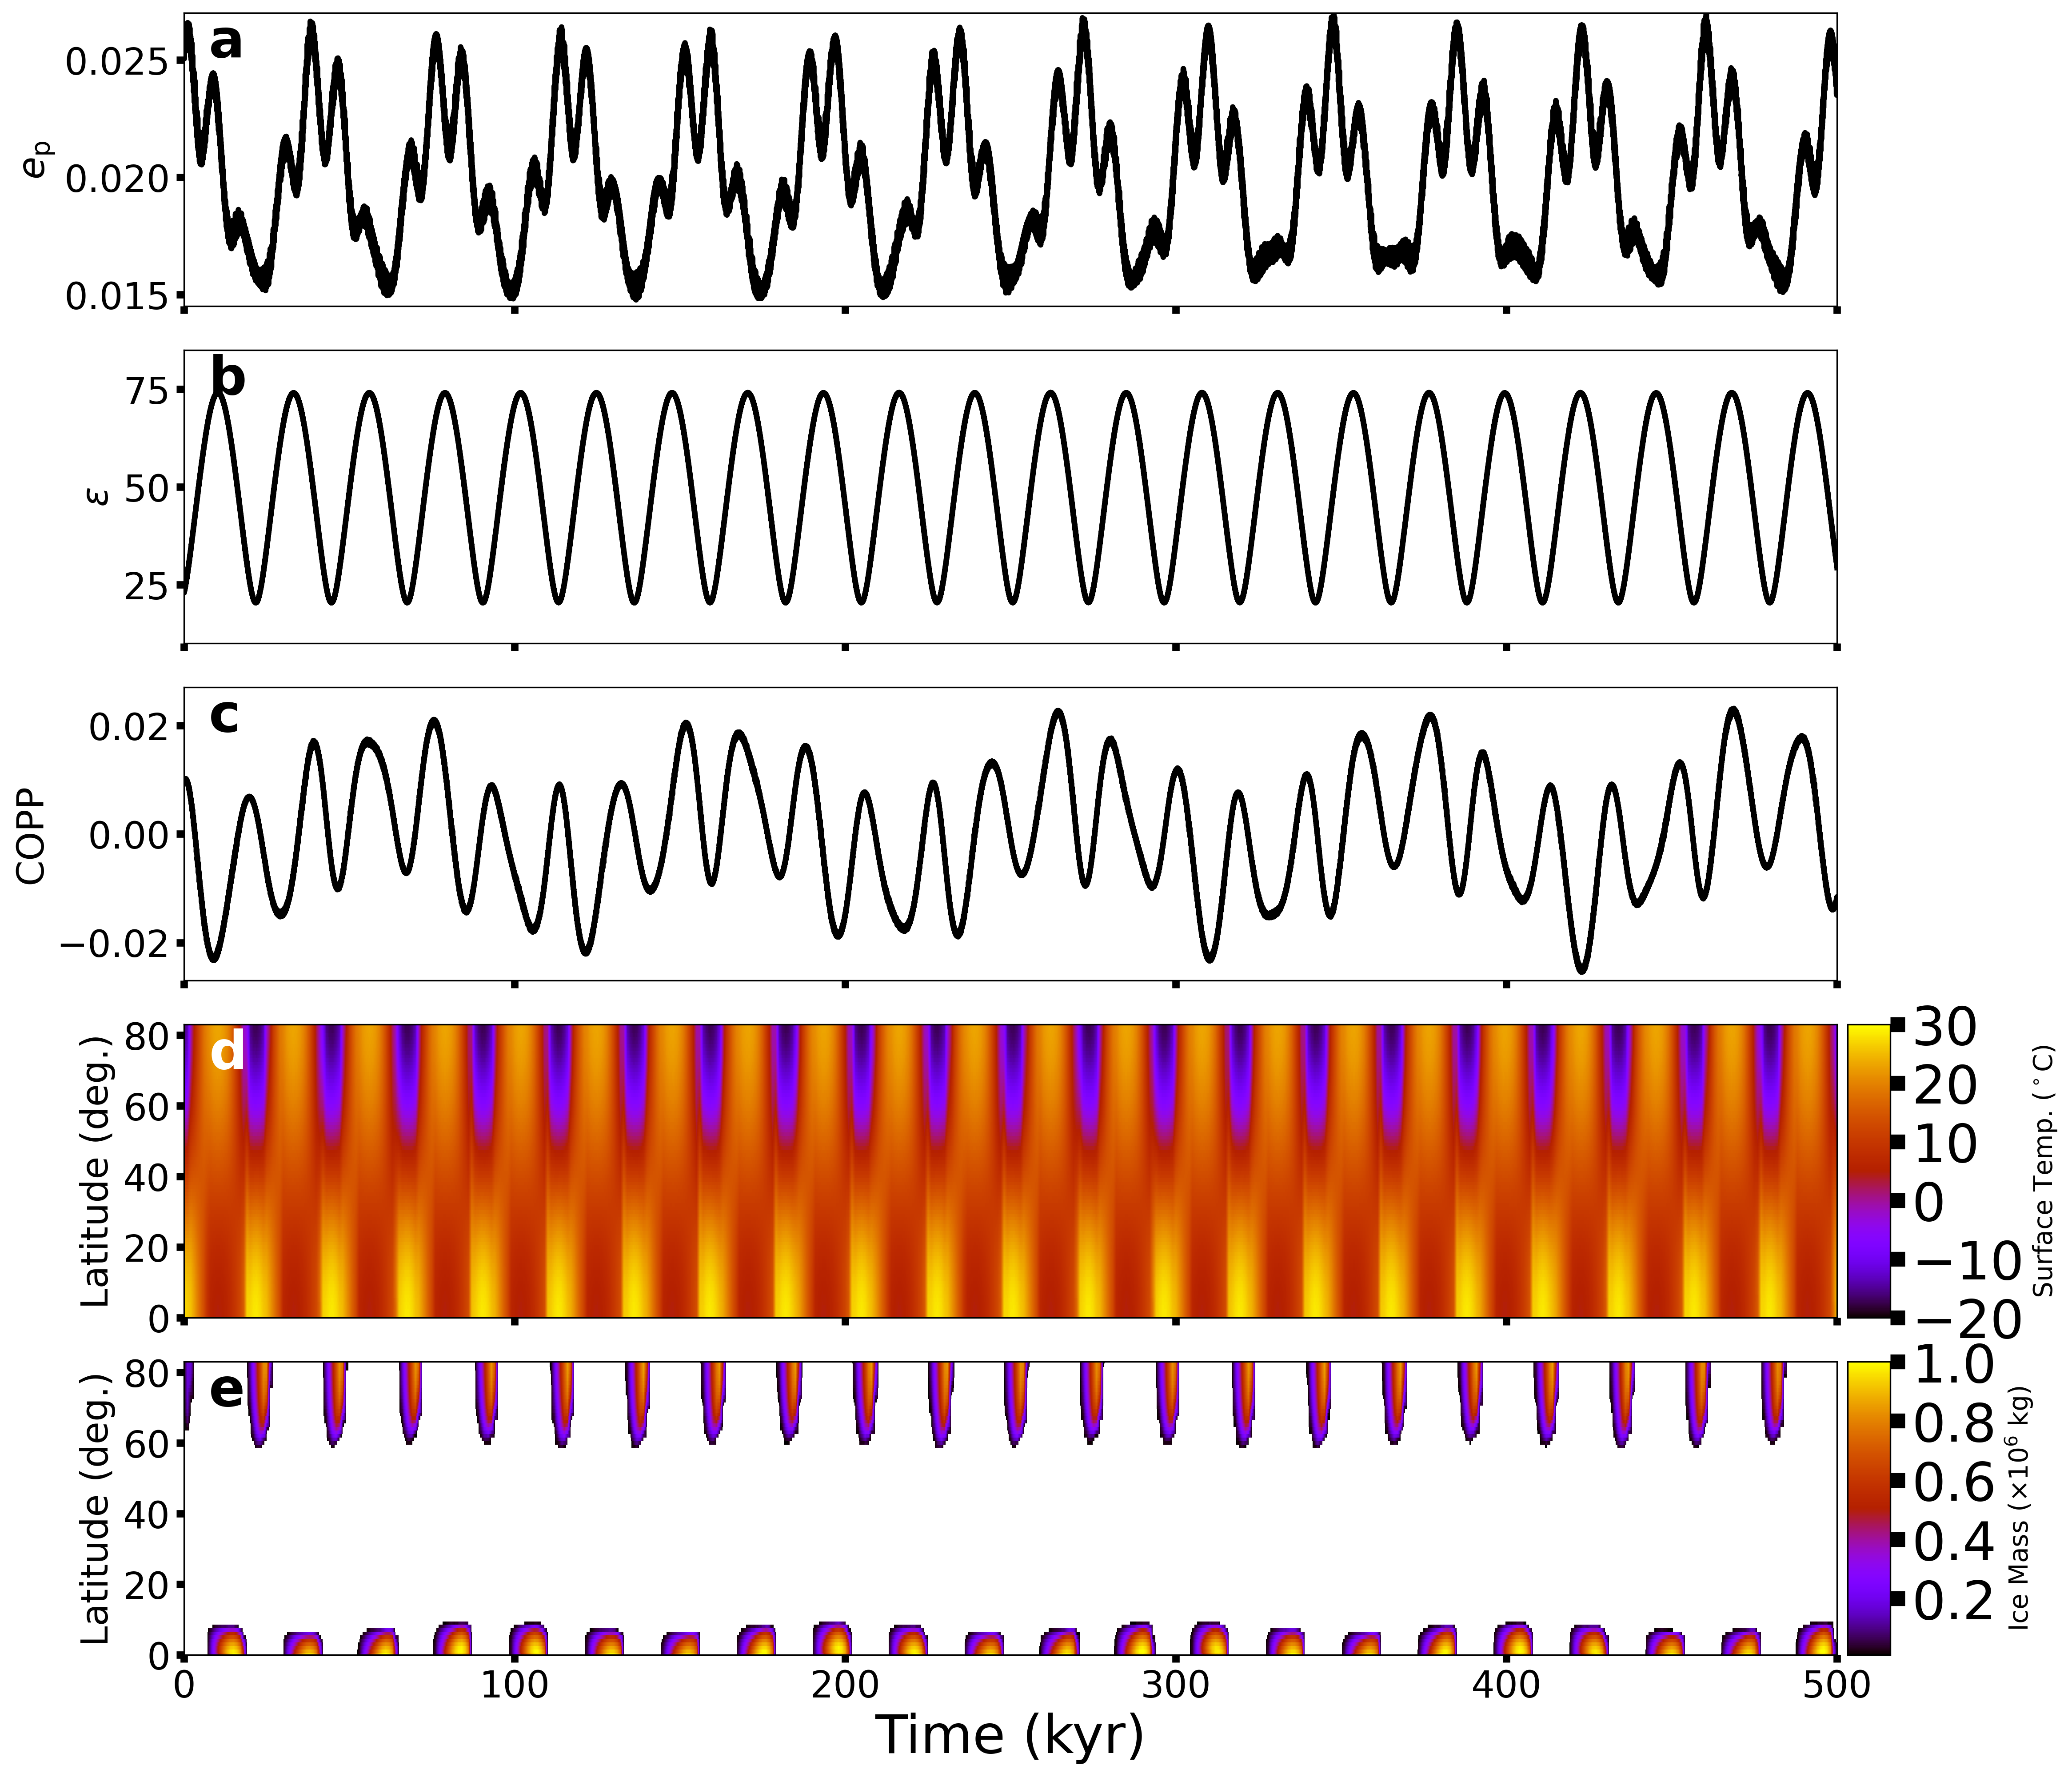 a
0.025
0.020
0.015
eₚ
b
75
50
25
ε
c
0.02
0.00
−0.02
COPP
d
80
60
40
20
0
Latitude (deg.)
30
20
10
0
−10
−20
Surface Temp. (°C)
e
80
60
40
20
0
Latitude (deg.)
1.0
0.8
0.6
0.4
0.2
Ice Mass (×10⁶ kg)
0 100 200 300 400 500
Time (kyr)